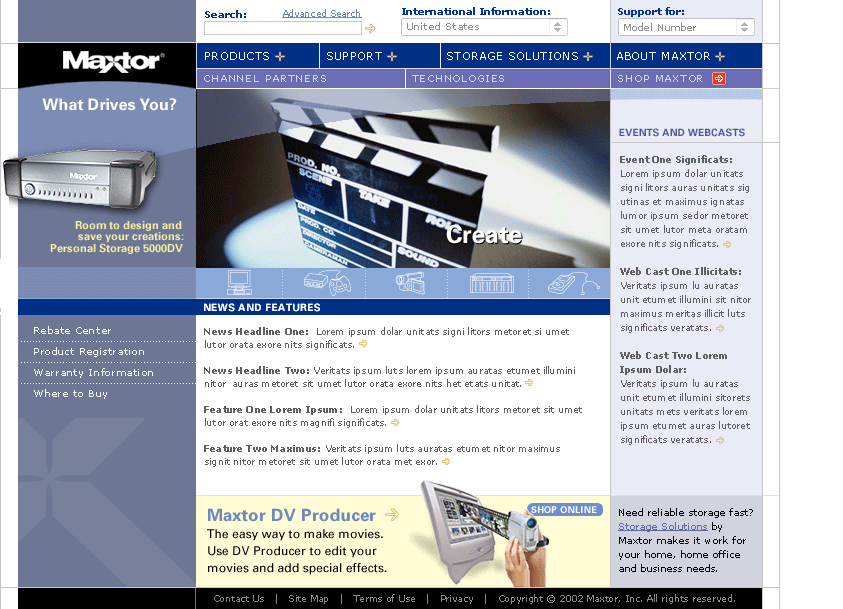 Search:
Advanced Search
International Information:
United States
Support for:
Model Number
Maxtor®
PRODUCTS
SUPPORT
STORAGE SOLUTIONS
ABOUT MAXTOR
CHANNEL PARTNERS
TECHNOLOGIES
SHOP MAXTOR
What Drives You?
Maxtor
Room to design and
save your creations:
Personal Storage 5000DV
PROD. NO.
SCENE
TAKE
ROLL
DATE
PROD. CO.
DIRECTOR
CAMERAMAN
SOUND
Create
NEWS AND FEATURES
Rebate Center
Product Registration
Warranty Information
Where to Buy
News Headline One: Lorem ipsum dolar unitats signi litors metoret si umet
lutor orata exore nits significats.
News Headline Two: Veritats ipsum luts lorem ipsum auratas etumet illumini
nitor auras metoret sit umet lutor orata exore nits het etats unitat.
Feature One Lorem Ipsum: Lorem ipsum dolar unitats litors metoret sit umet
lutor orat exore nits magnifi significats.
Feature Two Maximus: Veritats ipsum luts auratas etumet nitor maximus
signit nitor metoret sit umet lutor orata met exor.
EVENTS AND WEBCASTS
Event One Significats:
Lorem ipsum dolar unitats
signi litors auras unitats sig
utinas et maximus ignatas
lumor ipsum sedor metoret
sit umet lutor meta oratam
exore nits significats.
Web Cast One Illicitats:
Veritats ipsum lu auratas
unit etumet illumini sit nitor
maximus meritas illicit luts
significats veratats.
Web Cast Two Lorem
Ipsum Dolar:
Veritats ipsum lu auratas
unit etumet illumini sitorets
unitats mets veritats lorem
ipsum etumet auras lutoret
significats veratats.
Maxtor DV Producer
SHOP ONLINE
The easy way to make movies.
Use DV Producer to edit your
movies and add special effects.
Need reliable storage fast?
Storage Solutions by
Maxtor makes it work for
your home, home office
and business needs.
Contact Us | Site Map | Terms of Use | Privacy | Copyright © 2002 Maxtor, Inc. All rights reserved.